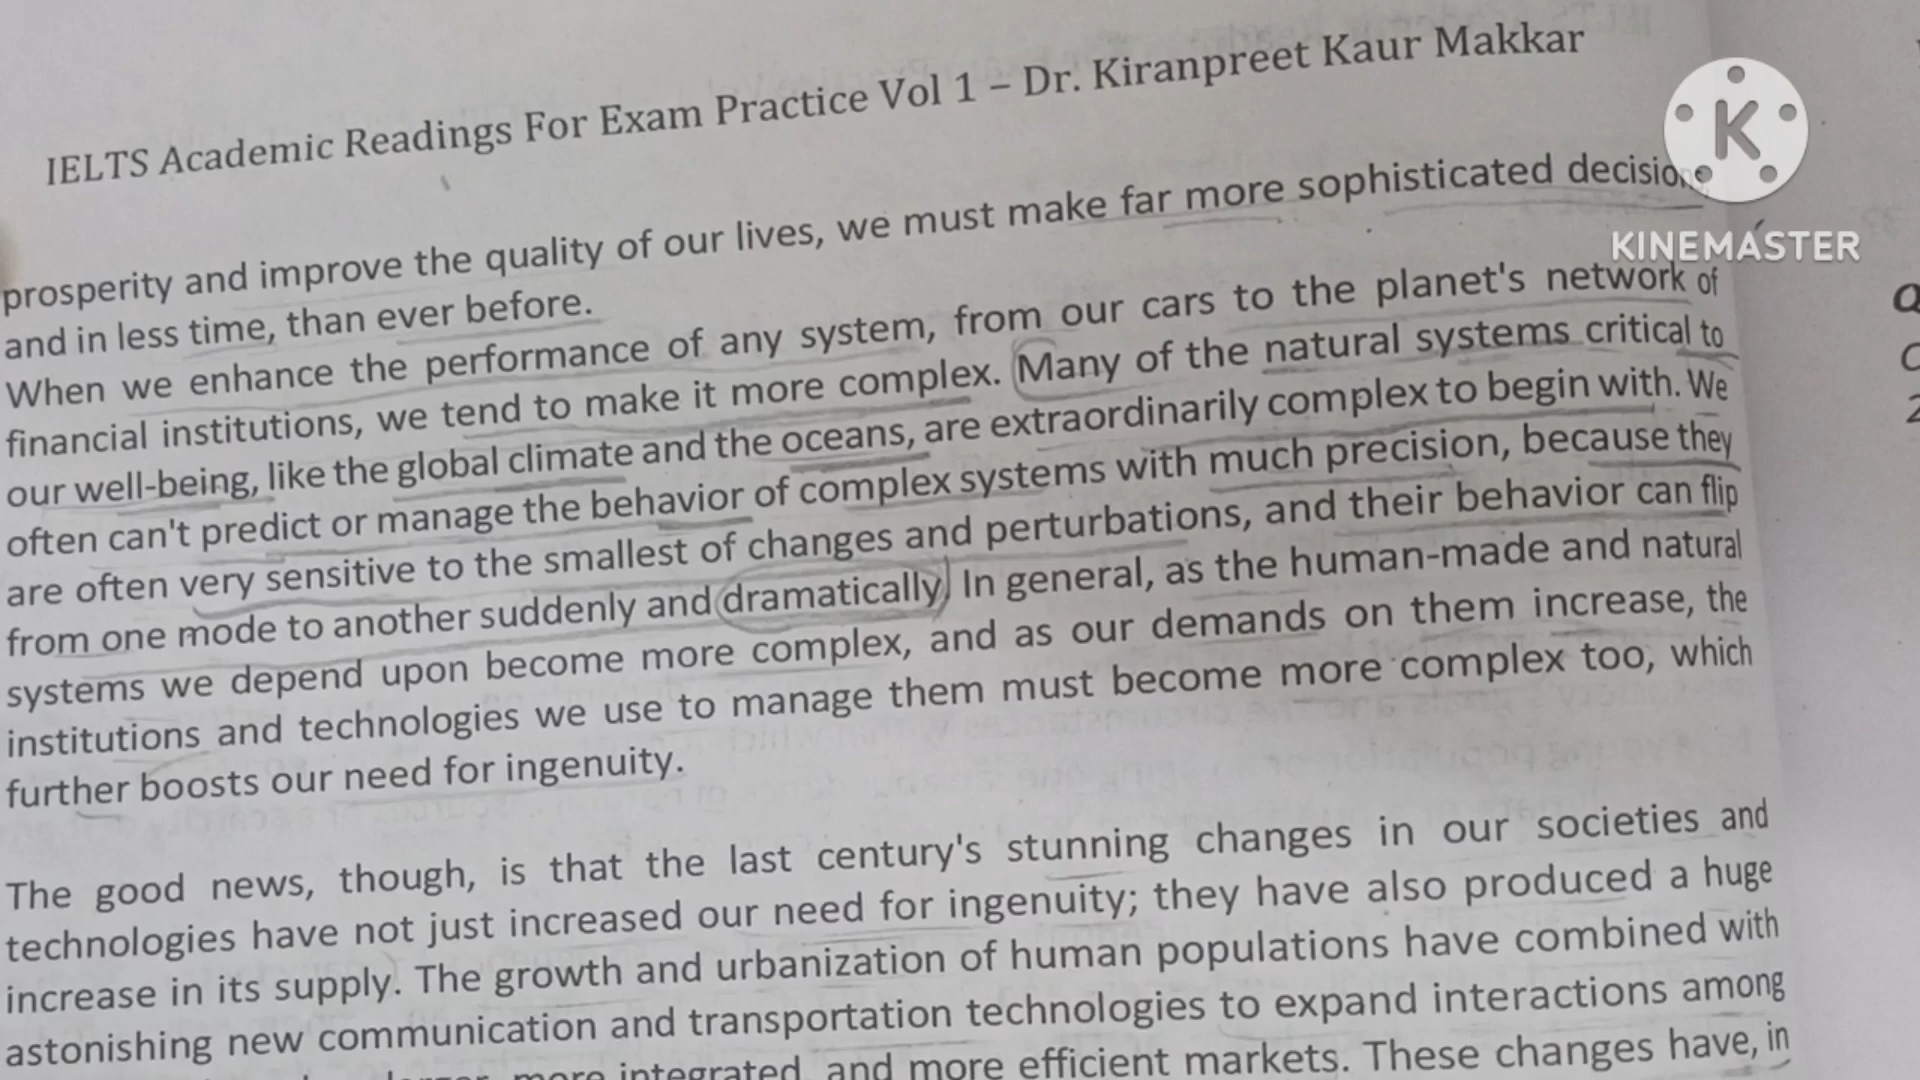 IELTS Academic Readings For Exam Practice Vol 1 – Dr. Kiranpreet Kaur Makkar
K
KINEMASTER
prosperity and improve the quality of our lives, we must make far more sophisticated
and in less time, than ever before.
When we enhance the performance of any system, from our cars to the planet's network of
financial institutions, we tend to make it more complex. Many of the natural systems critical to
our well-being, like the global climate and the oceans, are extraordinarily complex to begin with. We
often can't predict or manage the behavior of complex systems with much precision, because they
are often very sensitive to the smallest of changes and perturbations, and their behavior can flip
from one mode to another suddenly and dramatically. In general, as the human-made and natural
systems we depend upon become more complex, and as our demands on them increase, the
institutions and technologies we use to manage them must become more complex too, which
further boosts our need for ingenuity.
The good news, though, is that the last century's stunning changes in our societies and
technologies have not just increased our need for ingenuity; they have also produced a huge
increase in its supply. The growth and urbanization of human populations have combined with
astonishing new communication and transportation technologies to expand interactions among
more integrated, and more efficient markets. These changes have, in
Q
2